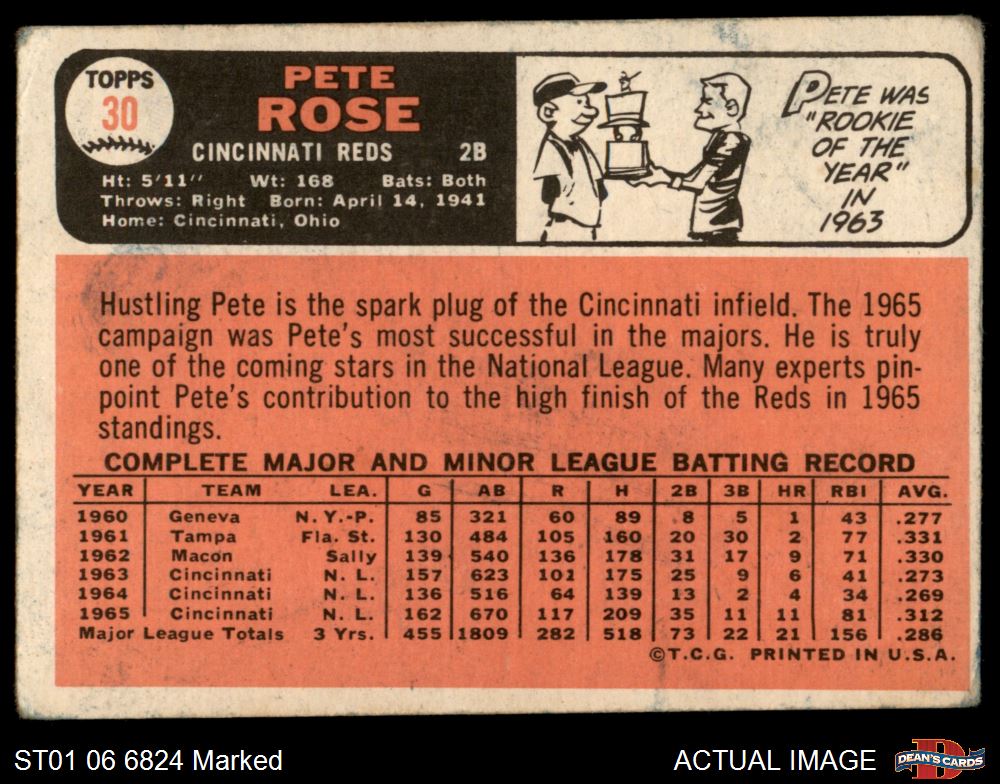 TOPPS
30
PETE
ROSE
CINCINNATI REDS 2B
Ht: 5'11" Wt: 168 Bats: Both
Throws: Right Born: April 14, 1941
Home: Cincinnati, Ohio
PETE WAS
"ROOKIE
OF THE
YEAR"
IN
1963
Hustling Pete is the spark plug of the Cincinnati infield. The 1965
campaign was Pete's most successful in the majors. He is truly
one of the coming stars in the National League. Many experts pin-
point Pete's contribution to the high finish of the Reds in 1965
standings.
COMPLETE MAJOR AND MINOR LEAGUE BATTING RECORD
YEAR TEAM LEA. G AB R H 2B 3B HR RBI AVG.
1960 Geneva N.Y.-P. 85 321 60 89 8 5 1 43 .277
1961 Tampa Fla. St. 130 484 105 160 20 30 2 77 .331
1962 Macon Sally 139 540 136 178 31 17 9 71 .330
1963 Cincinnati N. L. 157 623 101 175 25 9 6 41 .273
1964 Cincinnati N. L. 136 516 64 139 13 2 4 34 .269
1965 Cincinnati N. L. 162 670 117 209 35 11 11 81 .312
Major League Totals 3 Yrs. 455 1809 282 518 73 22 21 156 .286
©T.C.G. PRINTED IN U.S.A.
ST01 06 6824 Marked
ACTUAL IMAGE
DEAN'S CARDS